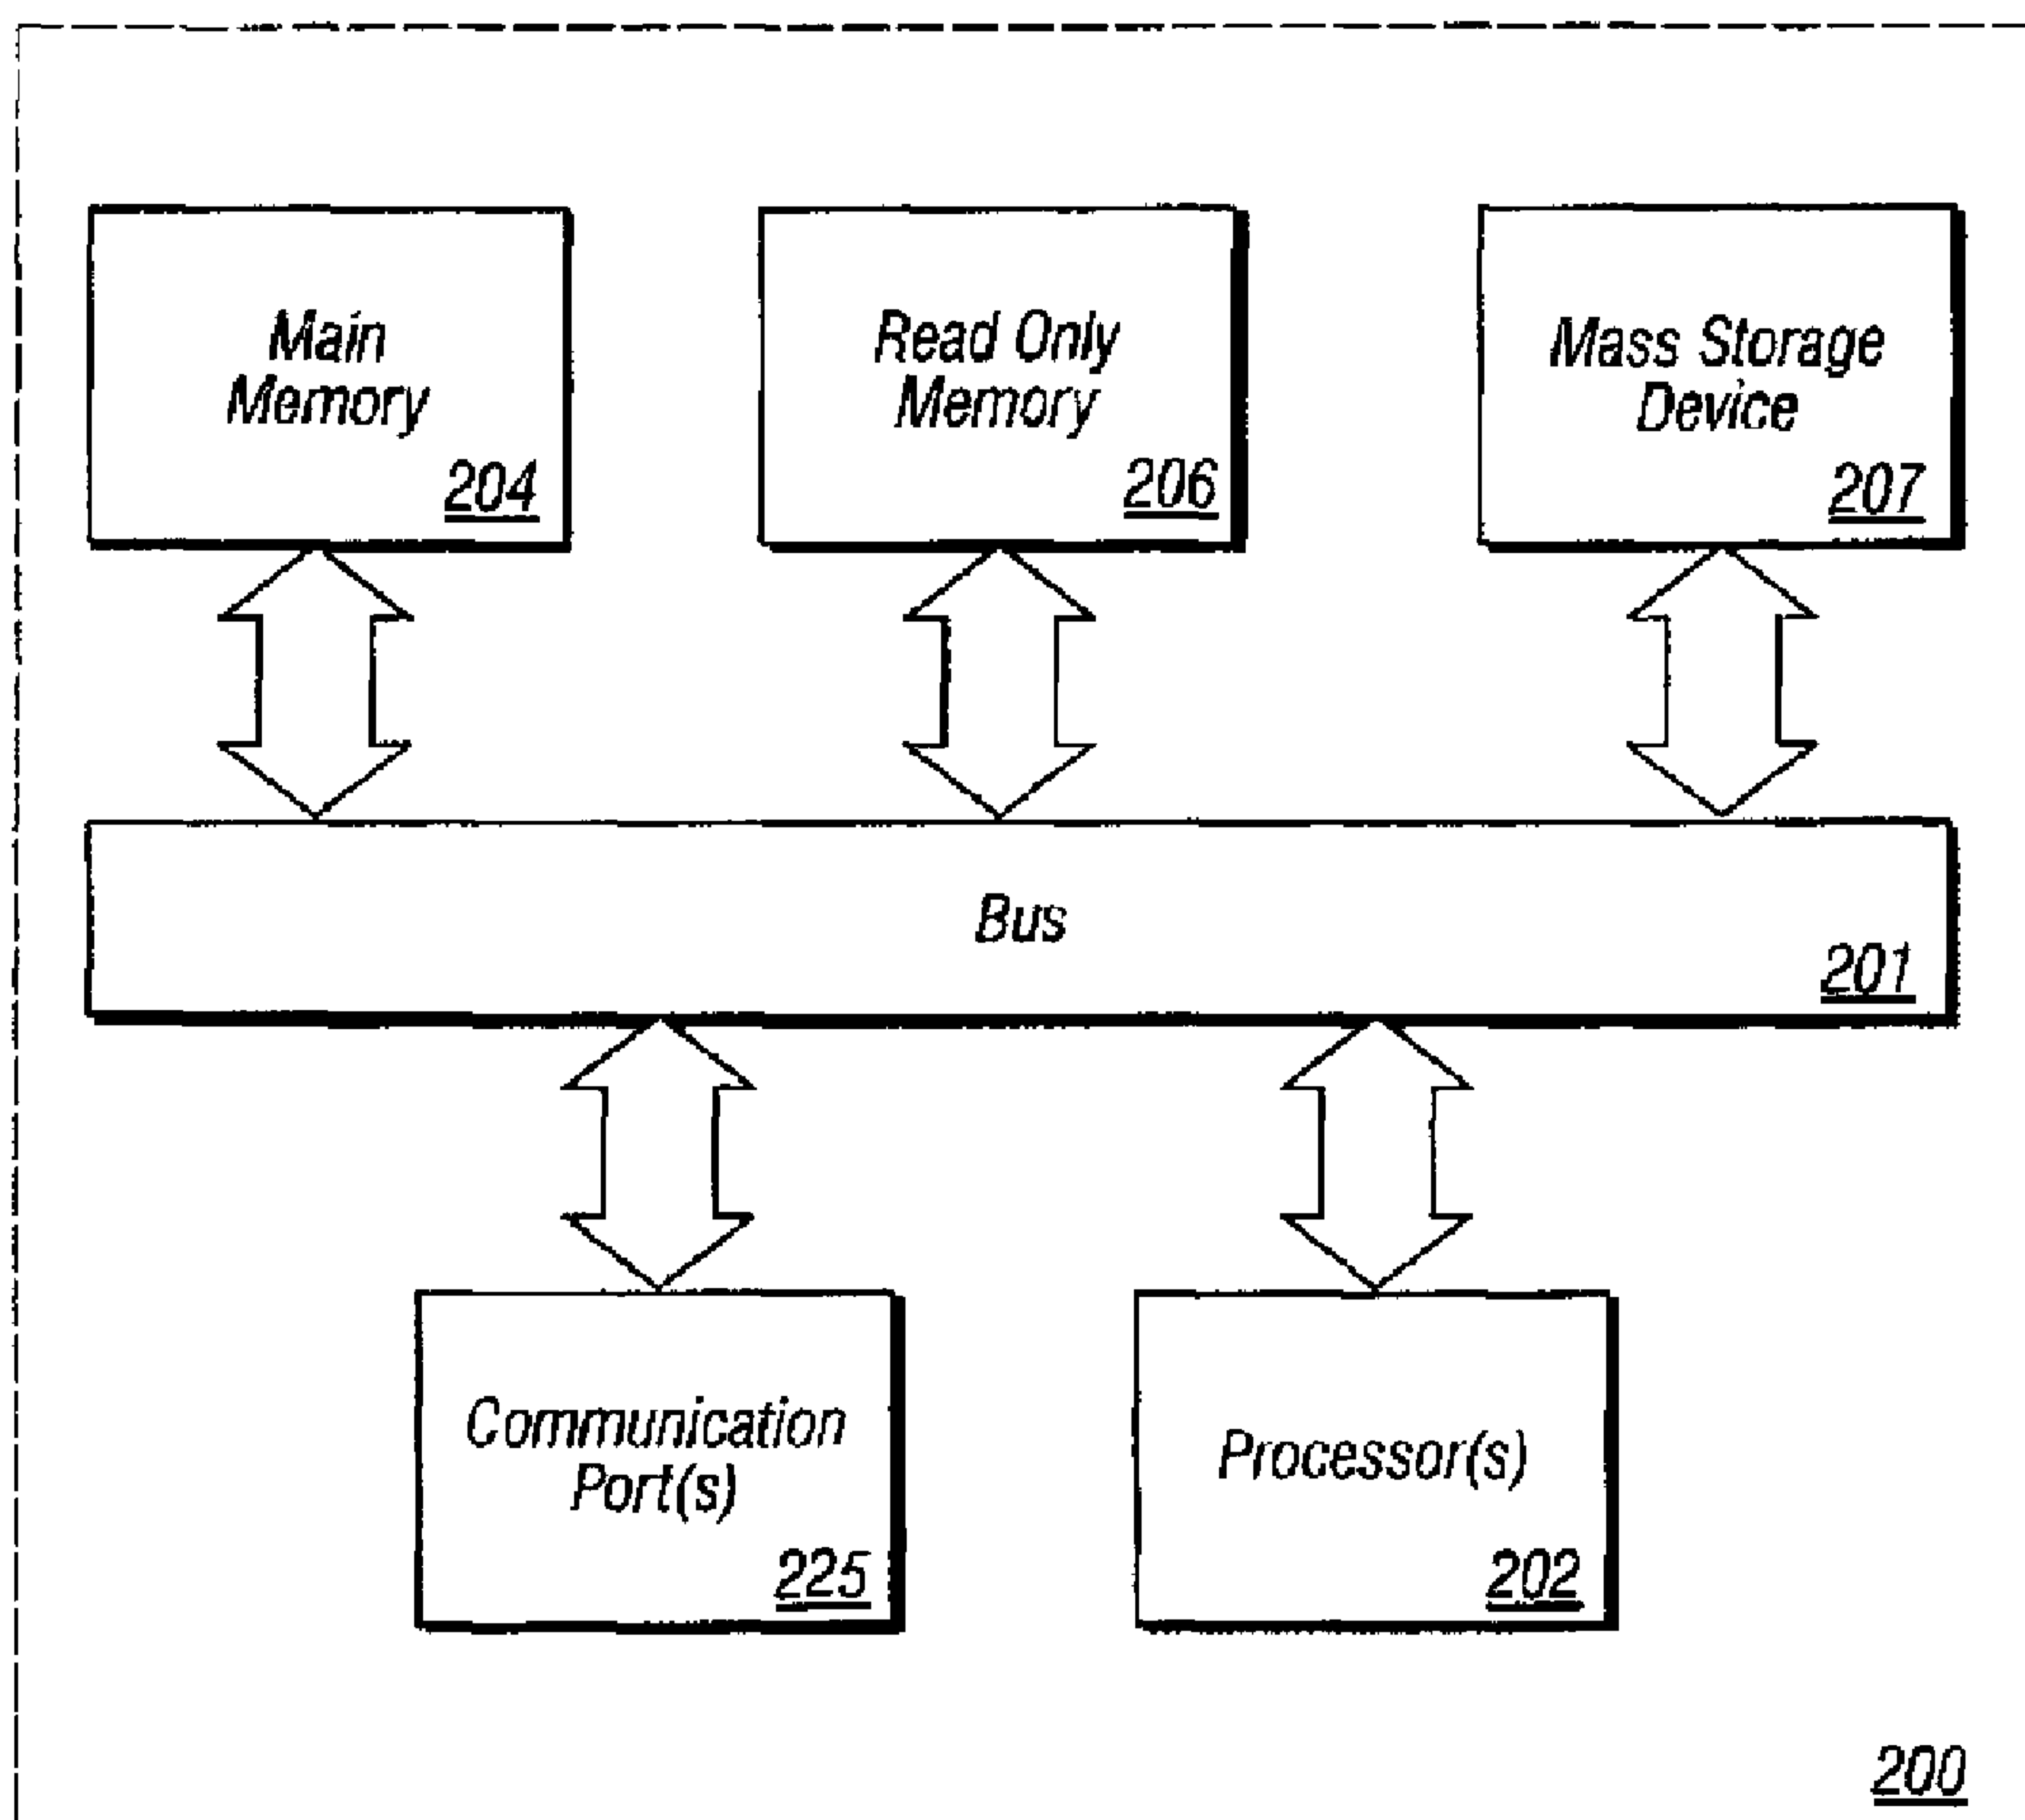 Main
Memory
204
Read Only
Memory
206
Mass Storage
Device
207
Bus
201
Communication
Port(s)
225
Processor(s)
202
200